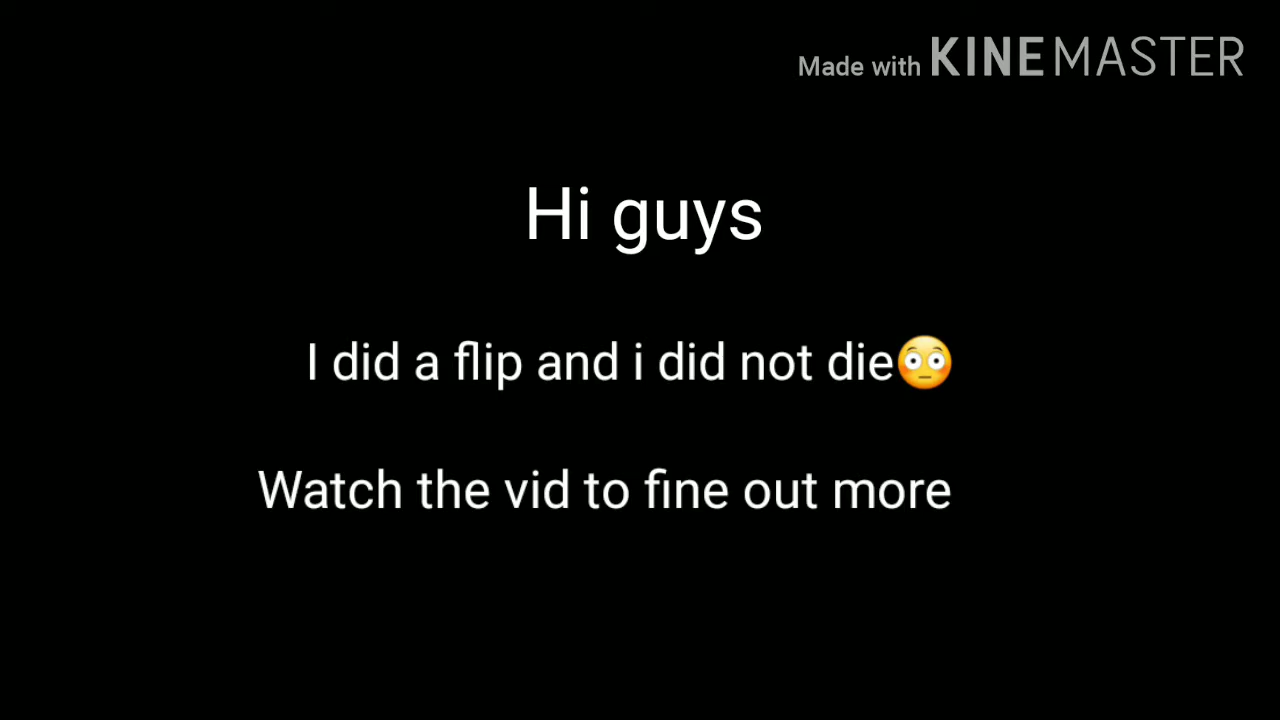 Made with KINEMASTER
Hi guys
I did a flip and i did not die😳
Watch the vid to fine out more